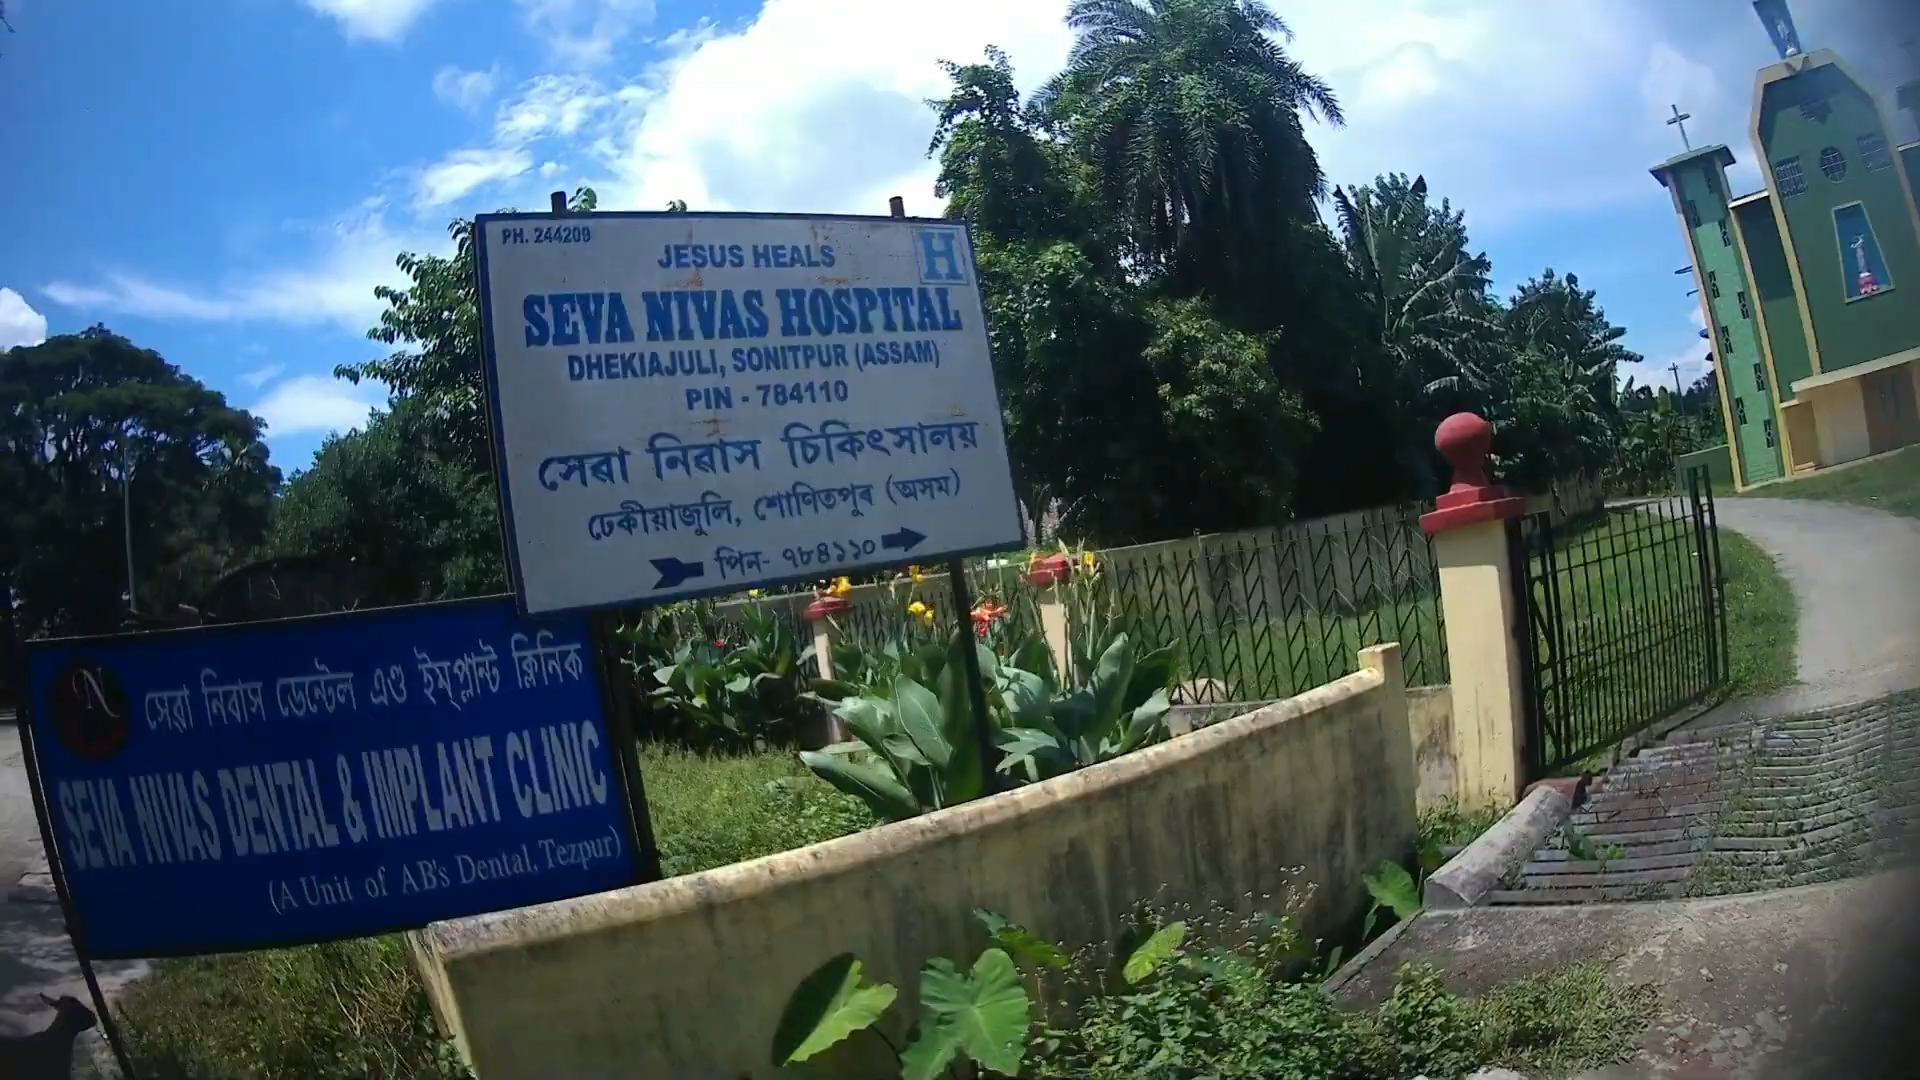 PH. 244209
H
JESUS HEALS
SEVA NIVAS HOSPITAL
DHEKIAJULI, SONITPUR (ASSAM)
PIN - 784110
সেৱা নিৱাস চিকিৎসালয়
ঢেকীয়াজুলি, শোণিতপুৰ (অসম)
পিন- ৭৮৪১১০
N
সেৱা নিবাস ডেন্টেল এণ্ড ইম্প্লান্ট ক্লিনিক
SEVA NIVAS DENTAL & IMPLANT CLINIC
(A Unit of AB's Dental, Tezpur)